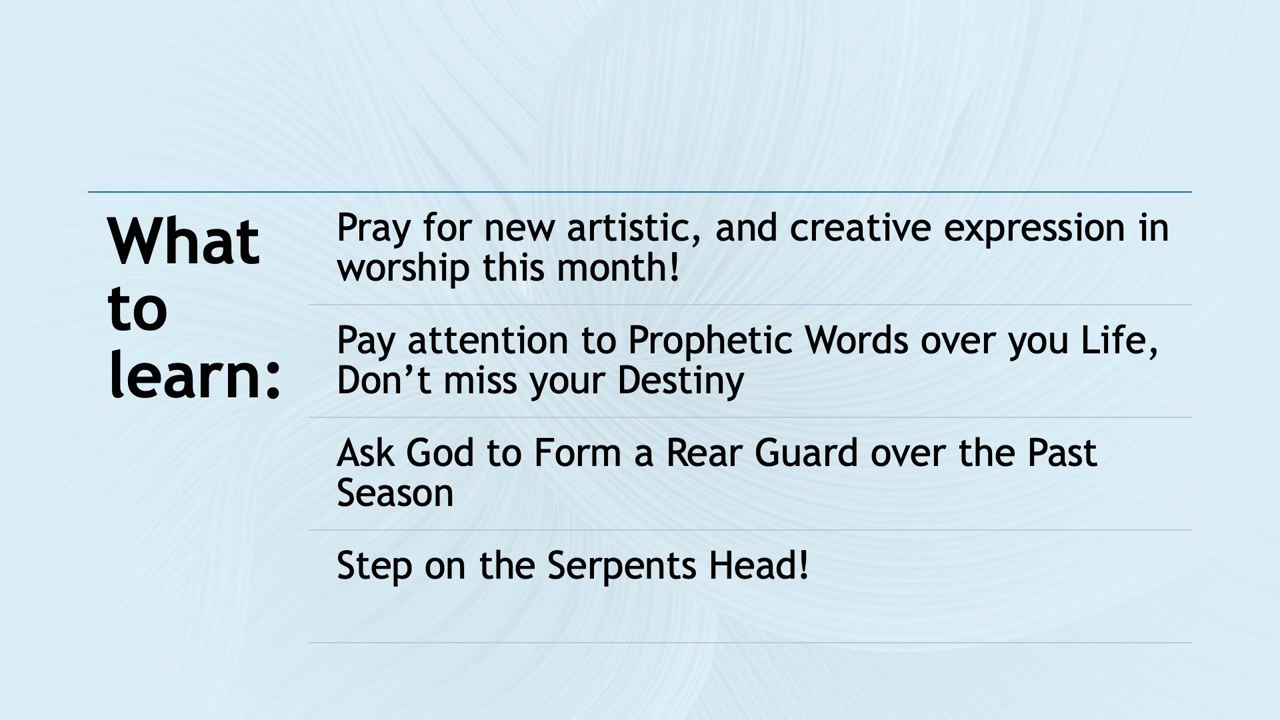 What
to
learn:
Pray for new artistic, and creative expression in
worship this month!
Pay attention to Prophetic Words over you Life,
Don’t miss your Destiny
Ask God to Form a Rear Guard over the Past
Season
Step on the Serpents Head!